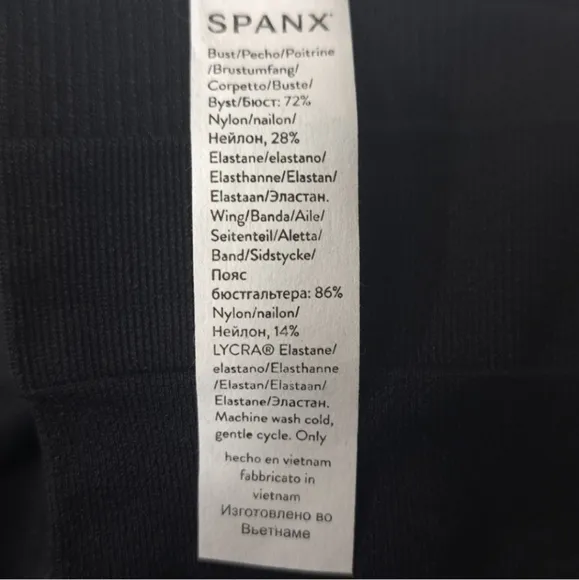 SPANX®
Bust/Pecho/Poitrine
/Brustumfang/
Corpetto/Buste/
Byst/Бюст: 72%
Nylon/nailon/
Нейлон, 28%
Elastane/elastano/
Elasthanne/Elastan/
Elastaan/Эластан.
Wing/Banda/Aile/
Seitenteil/Aletta/
Band/Sidstycke/
Пояс
бюстгальтера: 86%
Nylon/nailon/
Нейлон, 14%
LYCRA® Elastane/
elastano/Elasthanne
/Elastan/Elastaan/
Elastane/Эластан.
Machine wash cold,
gentle cycle. Only
hecho en vietnam
fabbricato in
vietnam
Изготовлено во
Вьетнаме